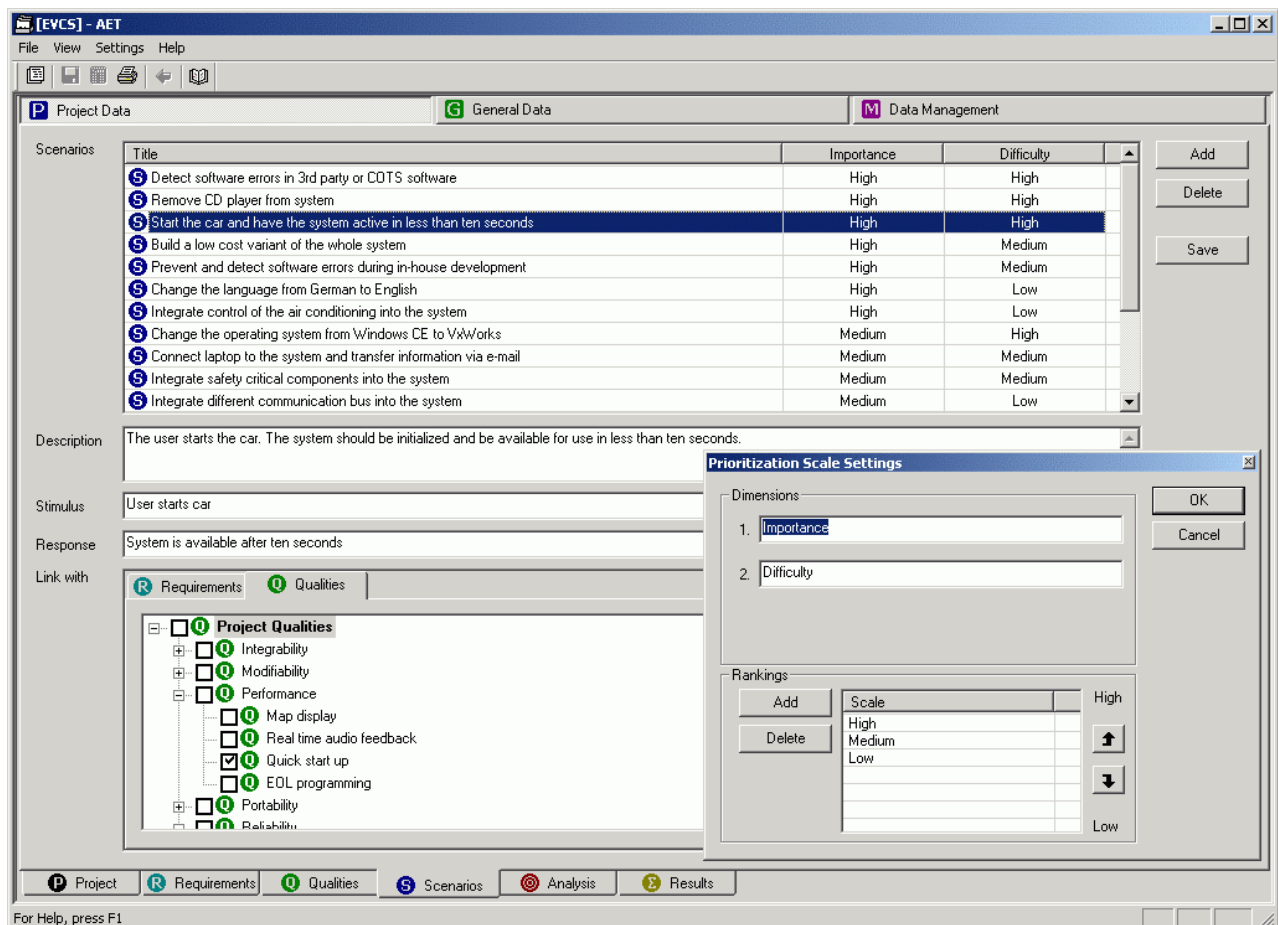 [EVCS] - AET
File View Settings Help
P Project Data G General Data M Data Management
Scenarios
Title Importance Difficulty
S Detect software errors in 3rd party or COTS software High High
S Remove CD player from system High High
S Start the car and have the system active in less than ten seconds High High
S Build a low cost variant of the whole system High Medium
S Prevent and detect software errors during in-house development High Medium
S Change the language from German to English High Low
S Integrate control of the air conditioning into the system High Low
S Change the operating system from Windows CE to VxWorks Medium High
S Connect laptop to the system and transfer information via e-mail Medium Medium
S Integrate safety critical components into the system Medium Medium
S Integrate different communication bus into the system Medium Low
Add
Delete
Save
Description
The user starts the car. The system should be initialized and be available for use in less than ten seconds.
Stimulus
User starts car
Response
System is available after ten seconds
Link with
R Requirements Q Qualities
Q Project Qualities
Q Integrability
Q Modifiability
Q Performance
Q Map display
Q Real time audio feedback
Q Quick start up
Q EOL programming
Q Portability
Q Reliability
Prioritization Scale Settings
Dimensions
1. Importance
2. Difficulty
OK
Cancel
Rankings
Add
Delete
Scale
High
Medium
Low
High
Low
P Project R Requirements Q Qualities S Scenarios Analysis Σ Results
For Help, press F1